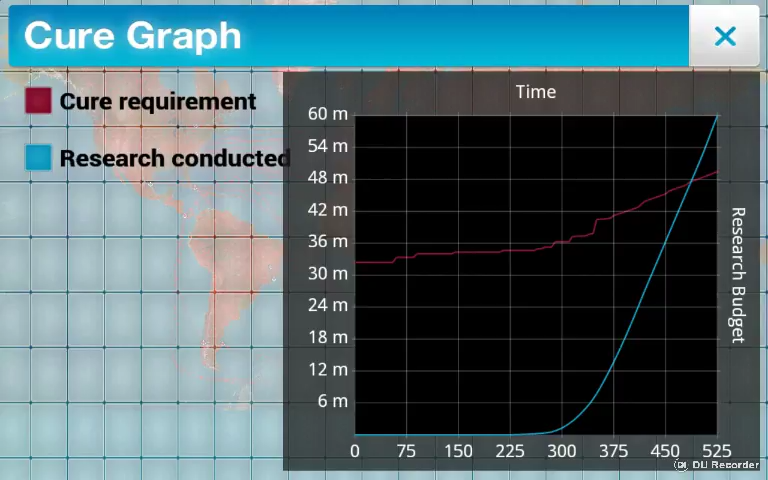 Cure Graph
×
Cure requirement
Research conducted
Time
60 m
54 m
48 m
42 m
36 m
30 m
24 m
18 m
12 m
6 m
0 75 150 225 300 375 450 525
Research Budget
DU Recorder